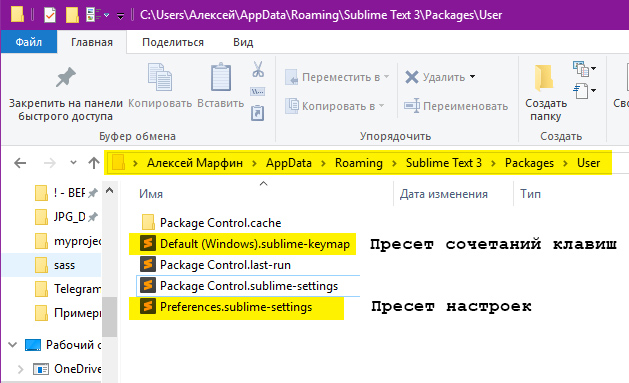 C:\Users\Алексей\AppData\Roaming\Sublime Text 3\Packages\User
Файл
Главная
Поделиться
Вид
Закрепить на панели
быстрого доступа
Копировать
Вставить
Переместить в
Копировать в
Удалить
Переименовать
Создать
папку
Буфер обмена
Упорядочить
Создать
Алексей Марфин
AppData
Roaming
Sublime Text 3
Packages
User
Имя
Дата изменения
Тип
! - ВЕР
JPG_D
myprojec
sass
Telegram
Пример
Рабочий с
OneDrive
Package Control.cache
Default (Windows).sublime-keymap
Пресет сочетаний клавиш
Package Control.last-run
Package Control.sublime-settings
Preferences.sublime-settings
Пресет настроек